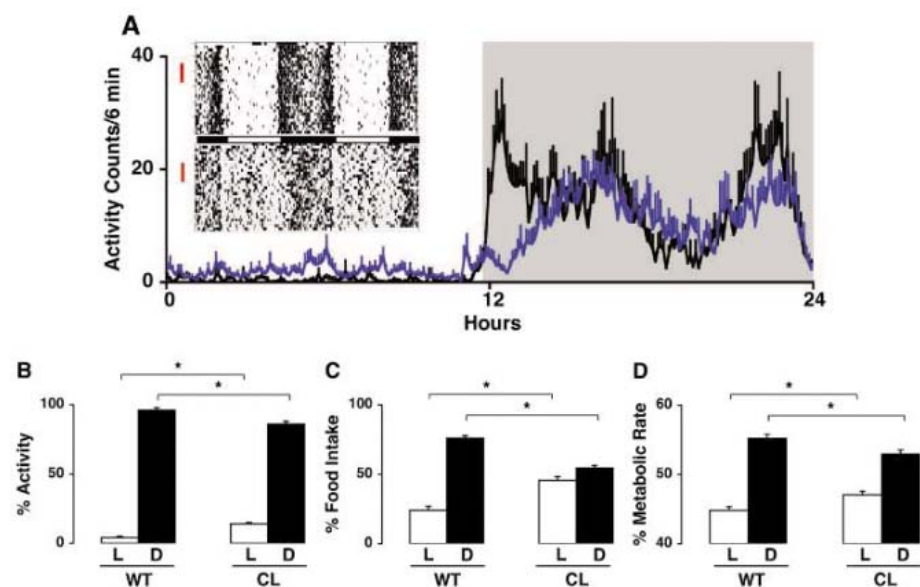 A
40
20
0
Activity Counts/6 min
0 12 24
Hours
B
*
*
100
50
0
% Activity
L D L D
WT CL
C
*
*
100
50
0
% Food Intake
L D L D
WT CL
D
*
*
60
50
40
% Metabolic Rate
L D L D
WT CL